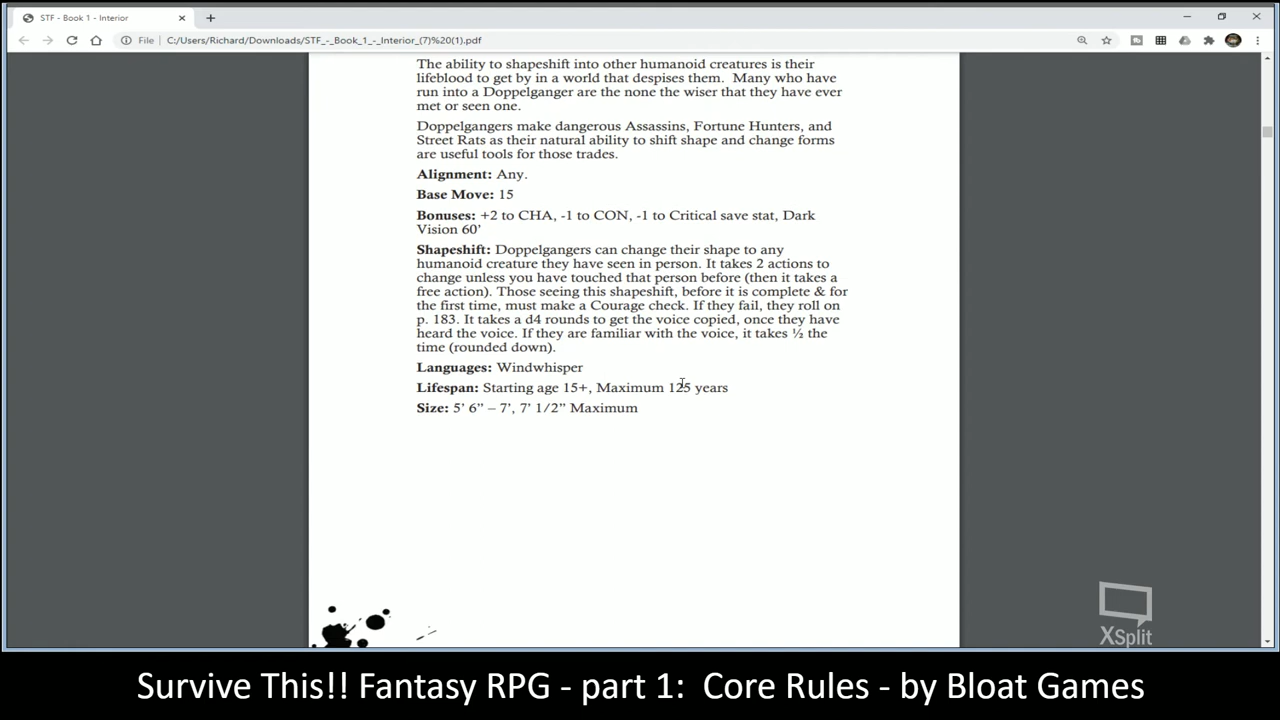 STF - Book 1 - Interior
File
C:/Users/Richard/Downloads/STF_-_Book_1_-_Interior_(7)%20(1).pdf
The ability to shapeshift into other humanoid creatures is their
lifeblood to get by in a world that despises them.  Many who have
run into a Doppelganger are the none the wiser that they have ever
met or seen one.
Doppelgangers make dangerous Assassins, Fortune Hunters, and
Street Rats as their natural ability to shift shape and change forms
are useful tools for those trades.
Alignment: Any.
Base Move: 15
Bonuses: +2 to CHA, -1 to CON, -1 to Critical save stat, Dark
Vision 60’
Shapeshift: Doppelgangers can change their shape to any
humanoid creature they have seen in person. It takes 2 actions to
change unless you have touched that person before (then it takes a
free action). Those seeing this shapeshift, before it is complete & for
the first time, must make a Courage check. If they fail, they roll on
p. 183. It takes a d4 rounds to get the voice copied, once they have
heard the voice. If they are familiar with the voice, it takes ½ the
time (rounded down).
Languages: Windwhisper
Lifespan: Starting age 15+, Maximum 125 years
Size: 5’ 6” – 7’, 7’ 1/2” Maximum
XSplit
Survive This!! Fantasy RPG - part 1:  Core Rules - by Bloat Games